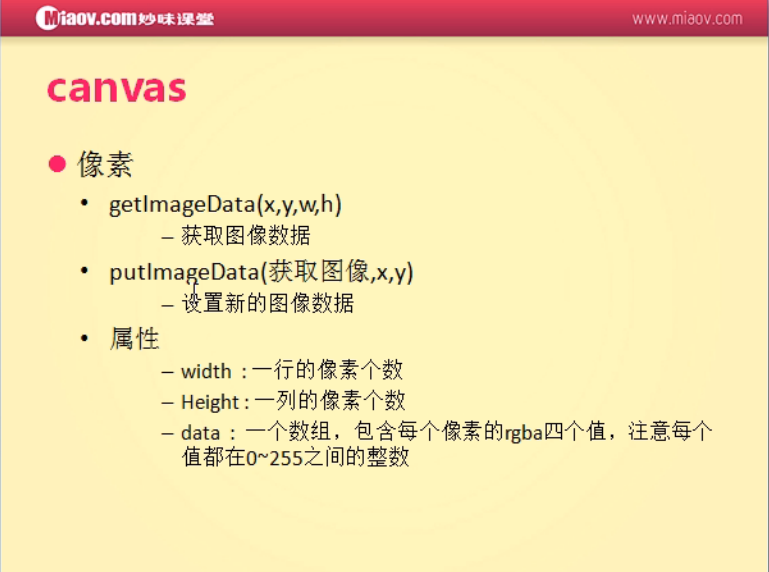 Miaov.com妙味课堂
www.miaov.com
canvas
像素
getImageData(x,y,w,h)
– 获取图像数据
putImageData(获取图像,x,y)
– 设置新的图像数据
属性
– width : 一行的像素个数
– Height : 一列的像素个数
– data : 一个数组，包含每个像素的rgba四个值，注意每个
值都在0~255之间的整数